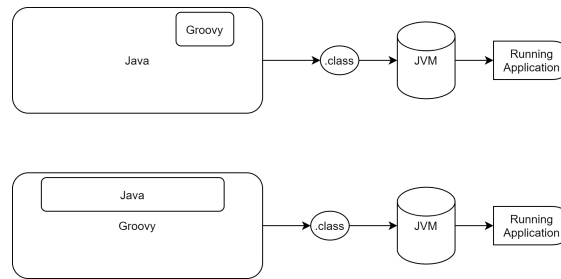 Groovy
Java
.class
JVM
Running
Application
Java
Groovy
.class
JVM
Running
Application